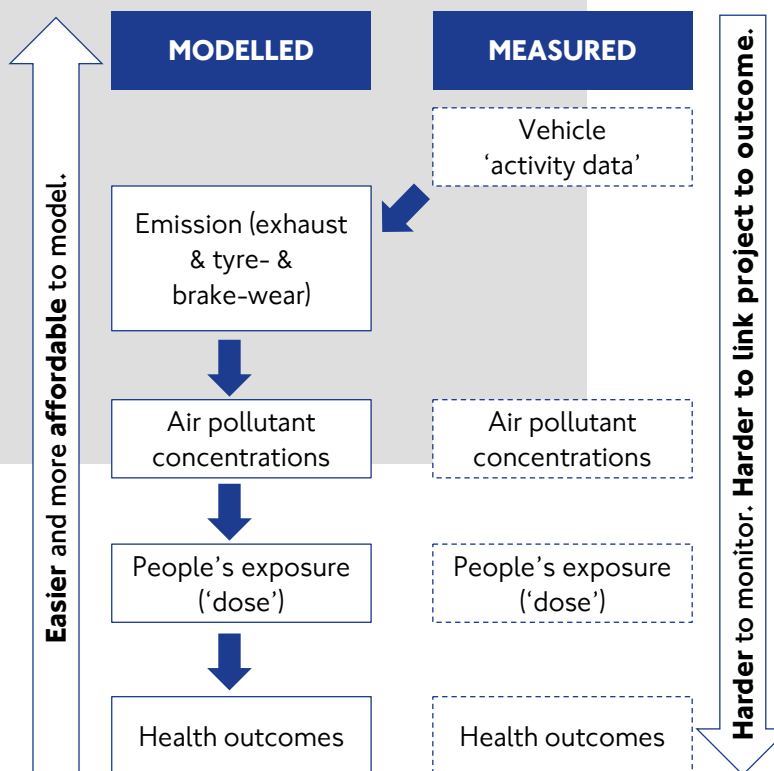 MODELLED
MEASURED
Vehicle
‘activity data’
Emission (exhaust
& tyre- &
brake-wear)
Air pollutant
concentrations
Air pollutant
concentrations
People’s exposure
(‘dose’)
People’s exposure
(‘dose’)
Health outcomes
Health outcomes
Easier and more affordable to model.
Harder to monitor. Harder to link project to outcome.